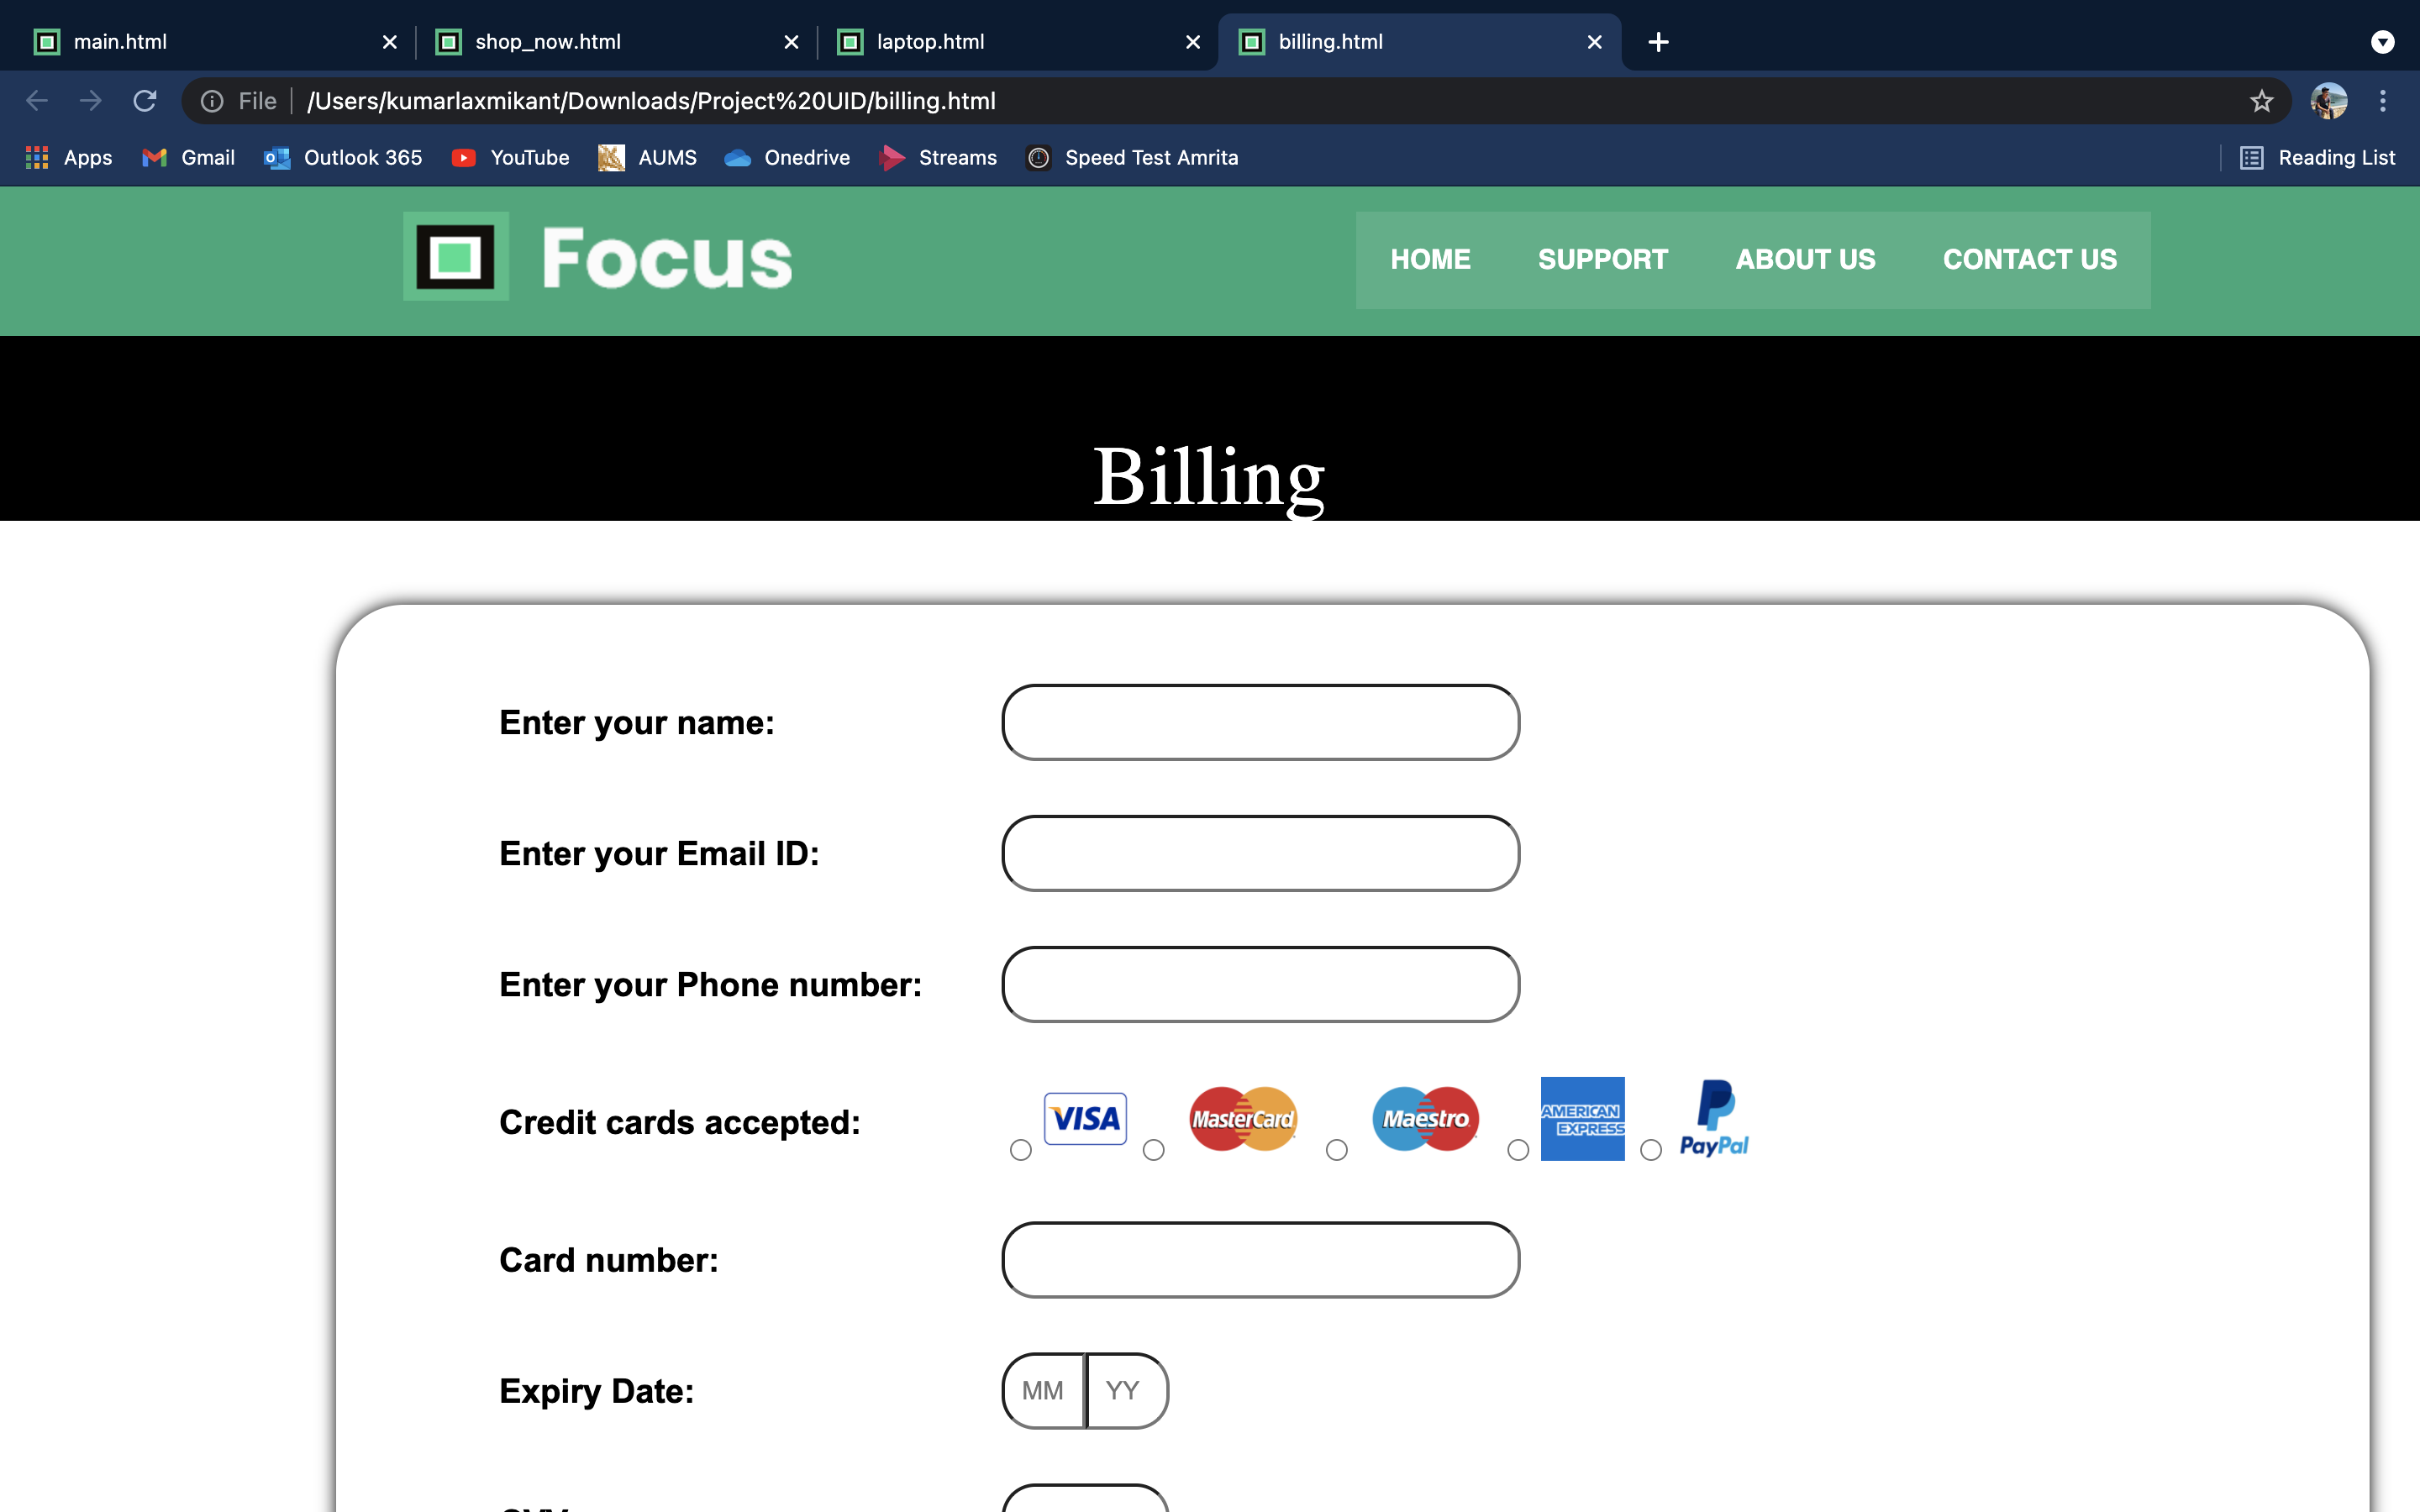 main.html shop_now.html laptop.html billing.html
File /Users/kumarlaxmikant/Downloads/Project%20UID/billing.html
Apps Gmail Outlook 365 YouTube AUMS Onedrive Streams Speed Test Amrita Reading List
Focus HOME SUPPORT ABOUT US CONTACT US
Billing
Enter your name:
Enter your Email ID:
Enter your Phone number:
Credit cards accepted: VISA MasterCard Maestro AMERICAN EXPRESS PayPal
Card number:
Expiry Date: MM YY